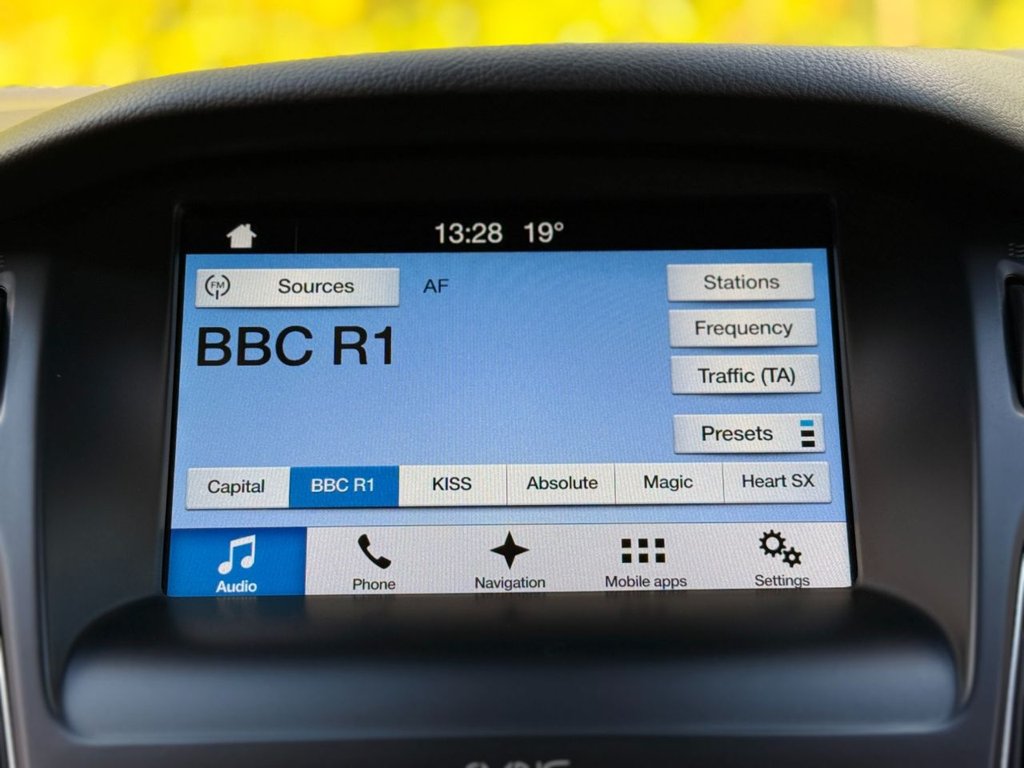 13:28 19°
FM Sources AF
Stations
BBC R1
Frequency
Traffic (TA)
Presets
Capital BBC R1 KISS Absolute Magic Heart SX
Audio Phone Navigation Mobile apps Settings